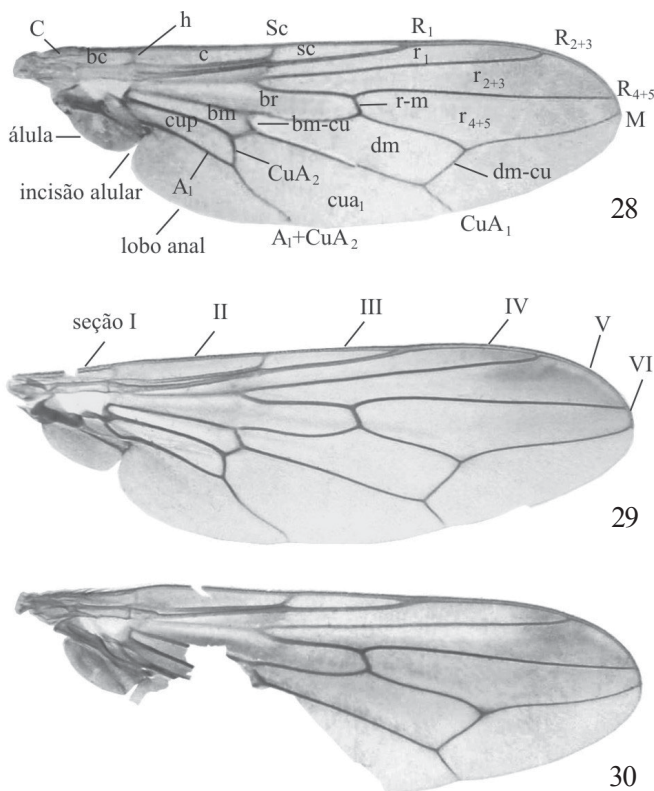 C h Sc R1 R2+3
bc c sc r1
r2+3
R4+5
br r-m
M
bm
cup bm-cu r4+5
álula
dm
incisão alular A1 CuA2 dm-cu
cua1
lobo anal A1+CuA2 CuA1
28
seção I II III IV V VI
29
30